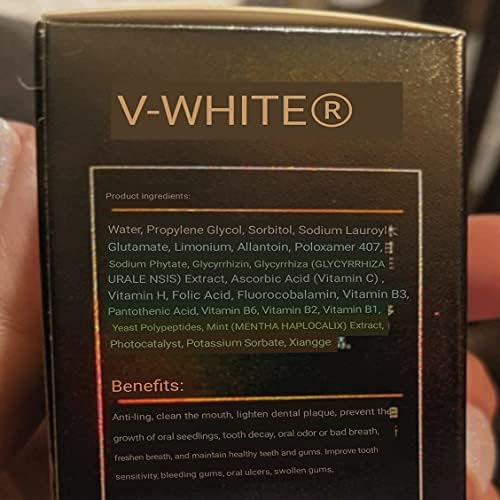 V-WHITE®
Product ingredients:
Water, Propylene Glycol, Sorbitol, Sodium Lauroyl
Glutamate, Limonium, Allantoin, Poloxamer 407,
Sodium Phytate, Glycyrrhizin, Glycyrrhiza (GLYCYRRHIZA
URALE NSIS) Extract, Ascorbic Acid (Vitamin C) ,
Vitamin H, Folic Acid, Fluorocobalamin, Vitamin B3,
Pantothenic Acid, Vitamin B6, Vitamin B2, Vitamin B1,
Yeast Polypeptides, Mint (MENTHA HAPLOCALIX) Extract,
Photocatalyst, Potassium Sorbate, Xiangge
Benefits:
Anti-ling, clean the mouth, lighten dental plaque, prevent the
growth of oral seedlings, tooth decay, oral odor or bad breath,
freshen breath, and maintain healthy teeth and gums. Improve tooth
sensitivity, bleeding gums, oral ulcers, swollen gums,